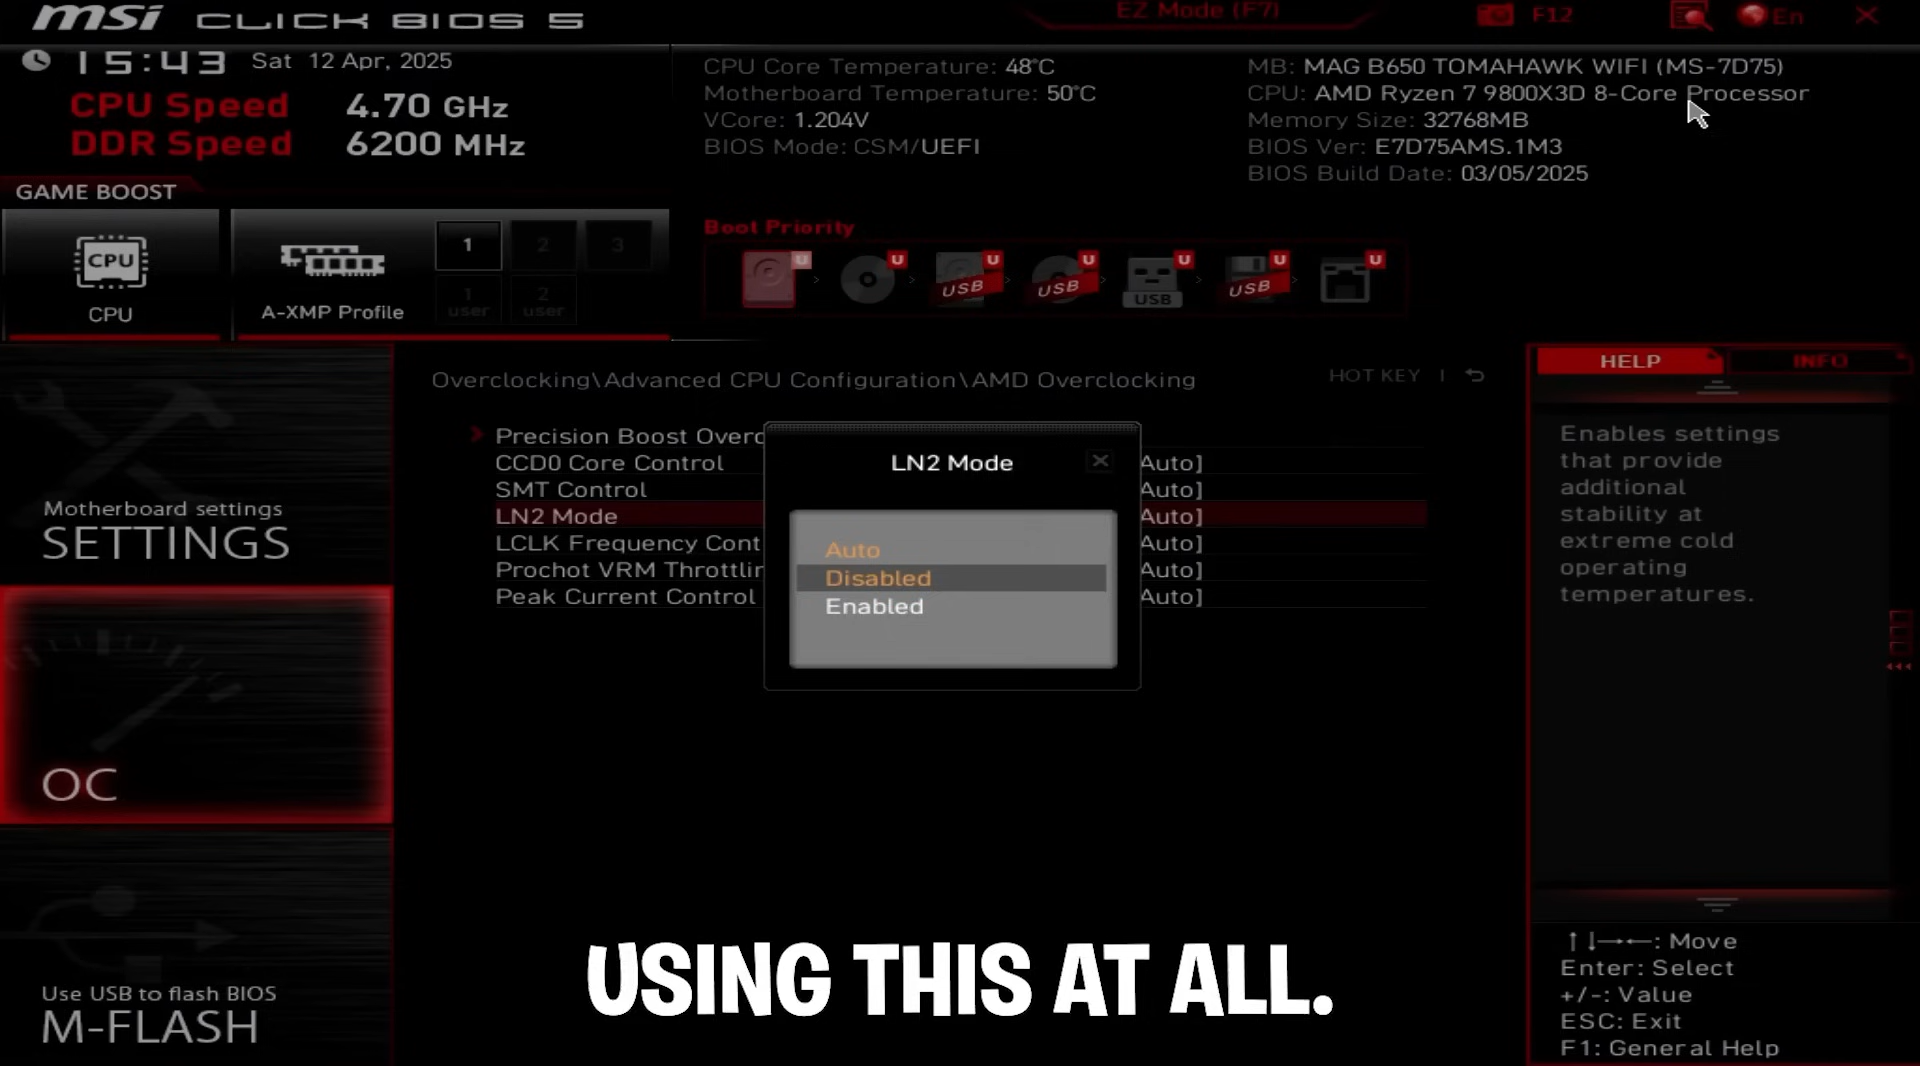 msi CLICK BIOS 5
EZ Mode (F7)
F12
En
15:43 Sat 12 Apr, 2025
CPU Speed 4.70 GHz
DDR Speed 6200 MHz
CPU Core Temperature: 48°C
Motherboard Temperature: 50°C
VCore: 1.204V
BIOS Mode: CSM/UEFI
MB: MAG B650 TOMAHAWK WIFI (MS-7D75)
CPU: AMD Ryzen 7 9800X3D 8-Core Processor
Memory Size: 32768MB
BIOS Ver: E7D75AMS.1M3
BIOS Build Date: 03/05/2025
GAME BOOST
CPU
CPU
A-XMP Profile
1 2 3
1 user 2 user
Boot Priority
U U U U U U U
USB USB USB USB
Motherboard settings
SETTINGS
OC
Use USB to flash BIOS
M-FLASH
Overclocking\Advanced CPU Configuration\AMD Overclocking
HOT KEY |
Precision Boost Overc
CCD0 Core Control Auto]
SMT Control Auto]
LN2 Mode Auto]
LCLK Frequency Cont Auto]
Prochot VRM Throttlin Auto]
Peak Current Control Auto]
LN2 Mode
Auto
Disabled
Enabled
HELP INFO
Enables settings
that provide
additional
stability at
extreme cold
operating
temperatures.
↑↓→←: Move
Enter: Select
+/-: Value
ESC: Exit
F1: General Help
USING THIS AT ALL.